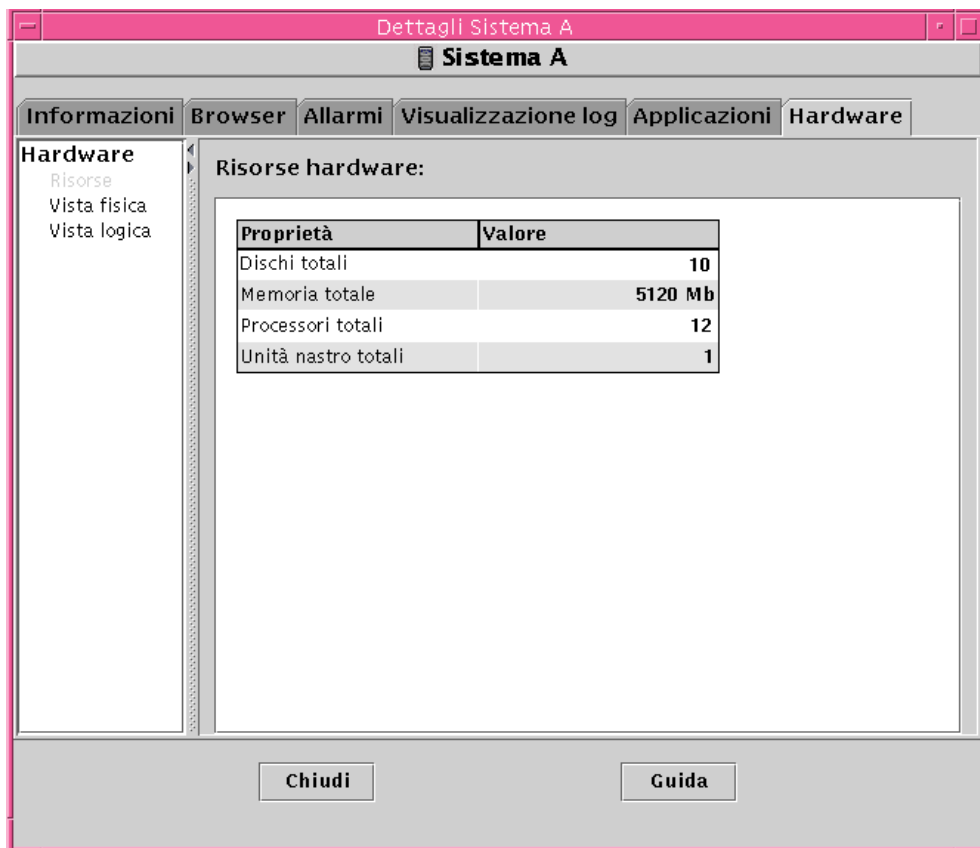 Dettagli Sistema A
Sistema A
Informazioni Browser Allarmi Visualizzazione log Applicazioni Hardware
Hardware
Risorse
Vista fisica
Vista logica
Risorse hardware:
Proprietà Valore
Dischi totali 10
Memoria totale 5120 Mb
Processori totali 12
Unità nastro totali 1
Chiudi Guida